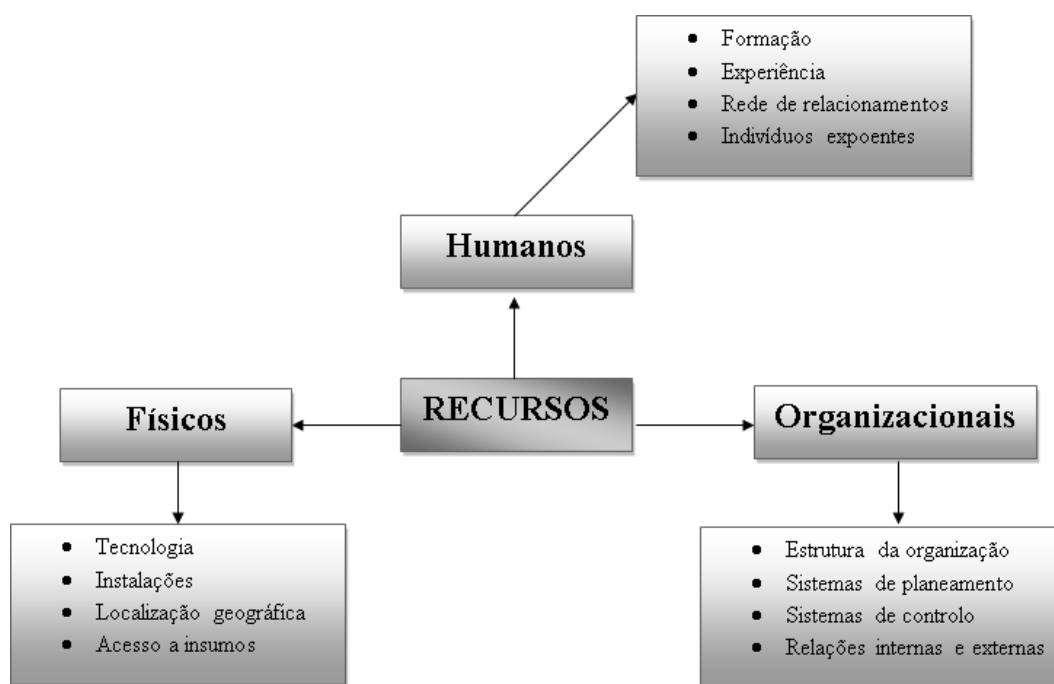 Formação
Experiência
Rede de relacionamentos
Indivíduos expoentes
Humanos
RECURSOS
Físicos
Organizacionais
Tecnologia
Instalações
Localização geográfica
Acesso a insumos
Estrutura da organização
Sistemas de planeamento
Sistemas de controlo
Relações internas e externas